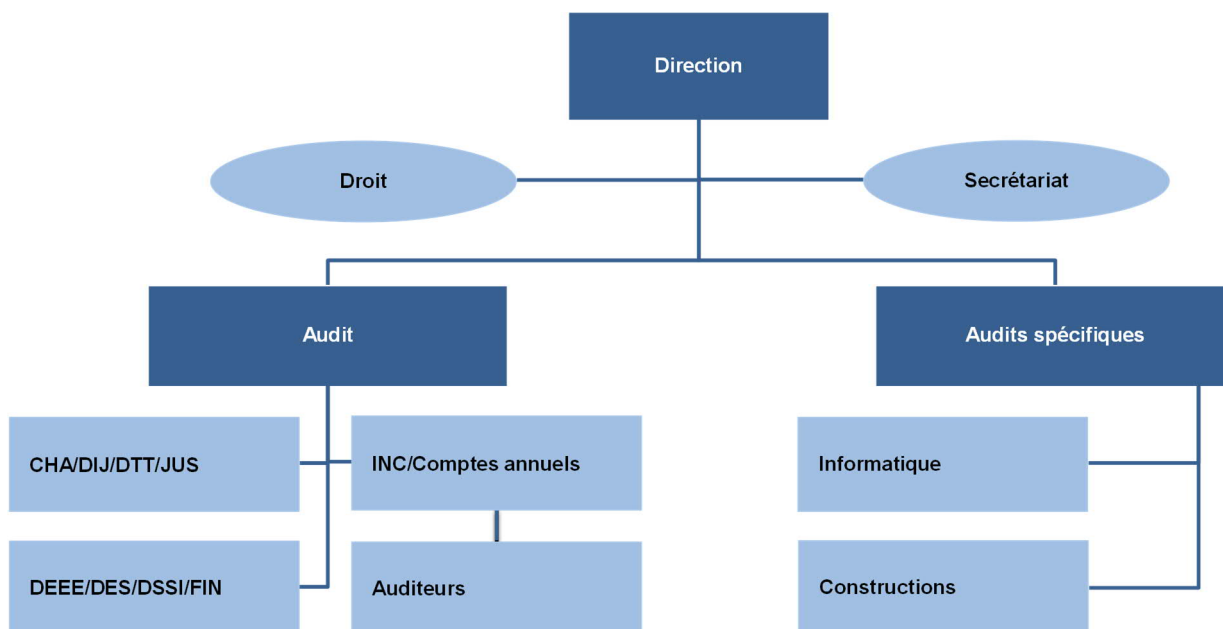 Direction
Droit
Secrétariat
Audit
Audits spécifiques
CHA/DIJ/DTT/JUS
INC/Comptes annuels
Informatique
DEEE/DES/DSSI/FIN
Auditeurs
Constructions